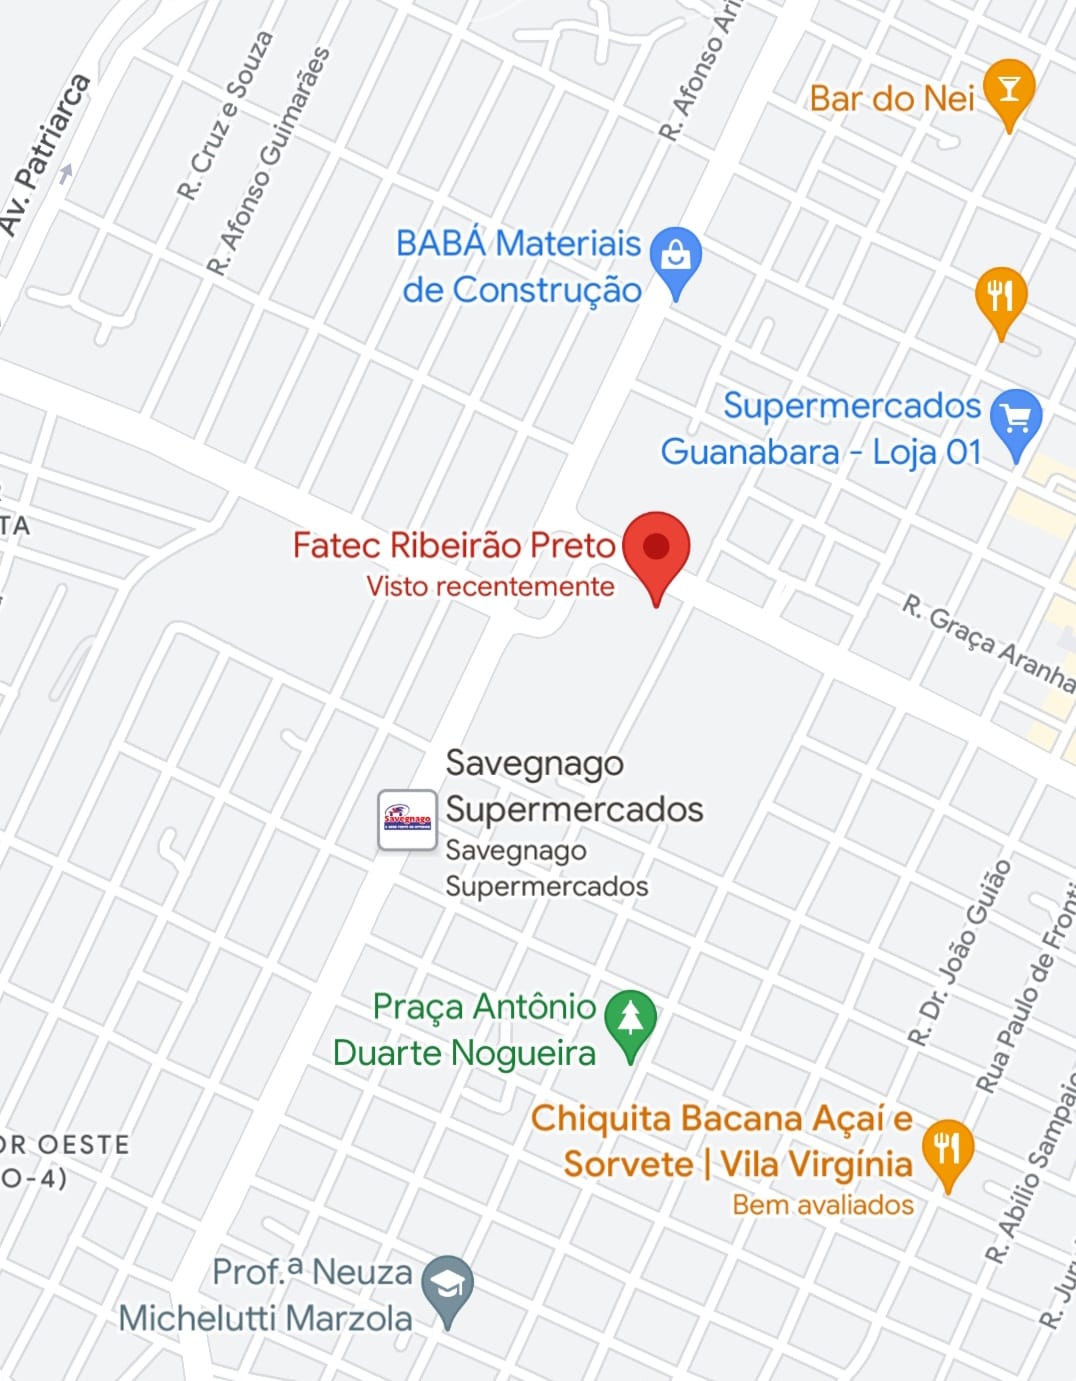 R. Afonso Ari
Bar do Nei
R. Cruz e Souza
R. Afonso Guimarães
Av. Patriarca
BABÁ Materiais
de Construção
Supermercados
Guanabara - Loja 01
TA
Fatec Ribeirão Preto
Visto recentemente
R. Graça Aranha
Savegnago
Supermercados
Savegnago
Savegnago
Supermercados
R. Dr. João Guião
Rua Paulo de Fronti
Praça Antônio
Duarte Nogueira
Chiquita Bacana Açaí e
Sorvete | Vila Virgínia
Bem avaliados
R. Abílio Sampaio
OR OESTE
O-4)
Prof.ª Neuza
Michelutti Marzola
R. Juru